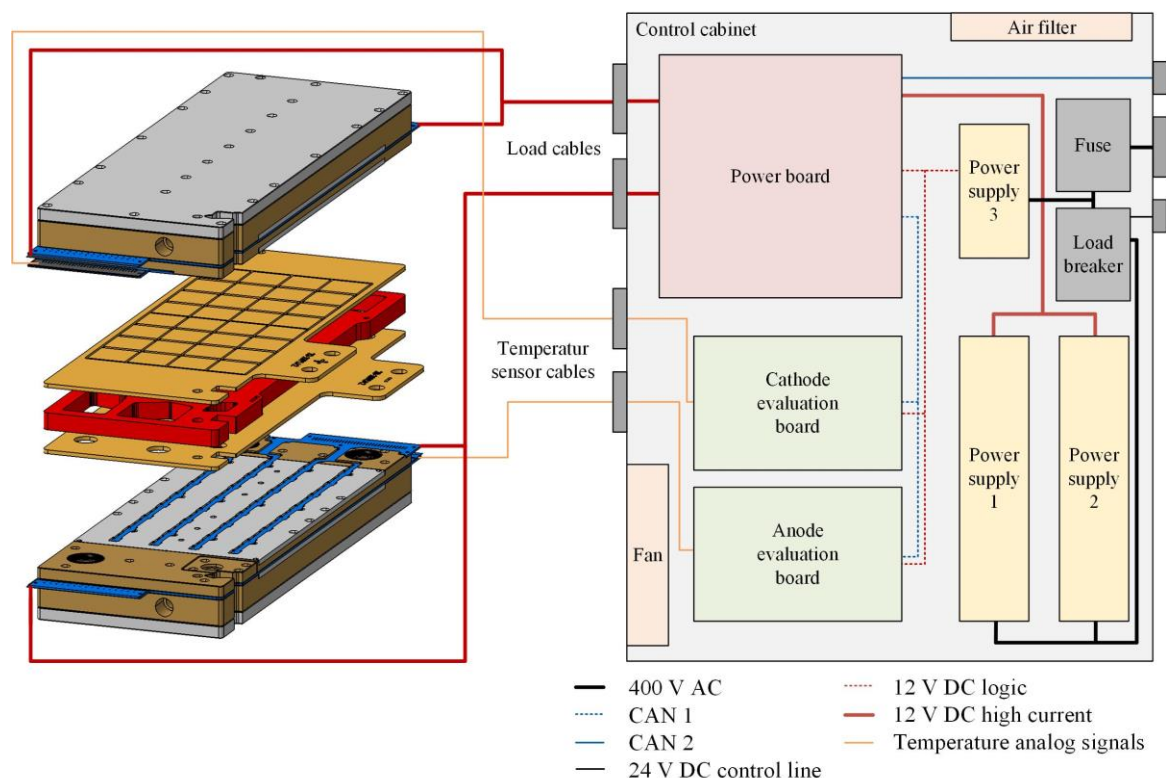 Control cabinet
Air filter
Load cables
Power board
Fuse
Power
supply
3
Load
breaker
Temperatur
sensor cables
Cathode
evaluation
board
Power
supply
1
Power
supply
2
Fan
Anode
evaluation
board
400 V AC
CAN 1
CAN 2
24 V DC control line
12 V DC logic
12 V DC high current
Temperature analog signals